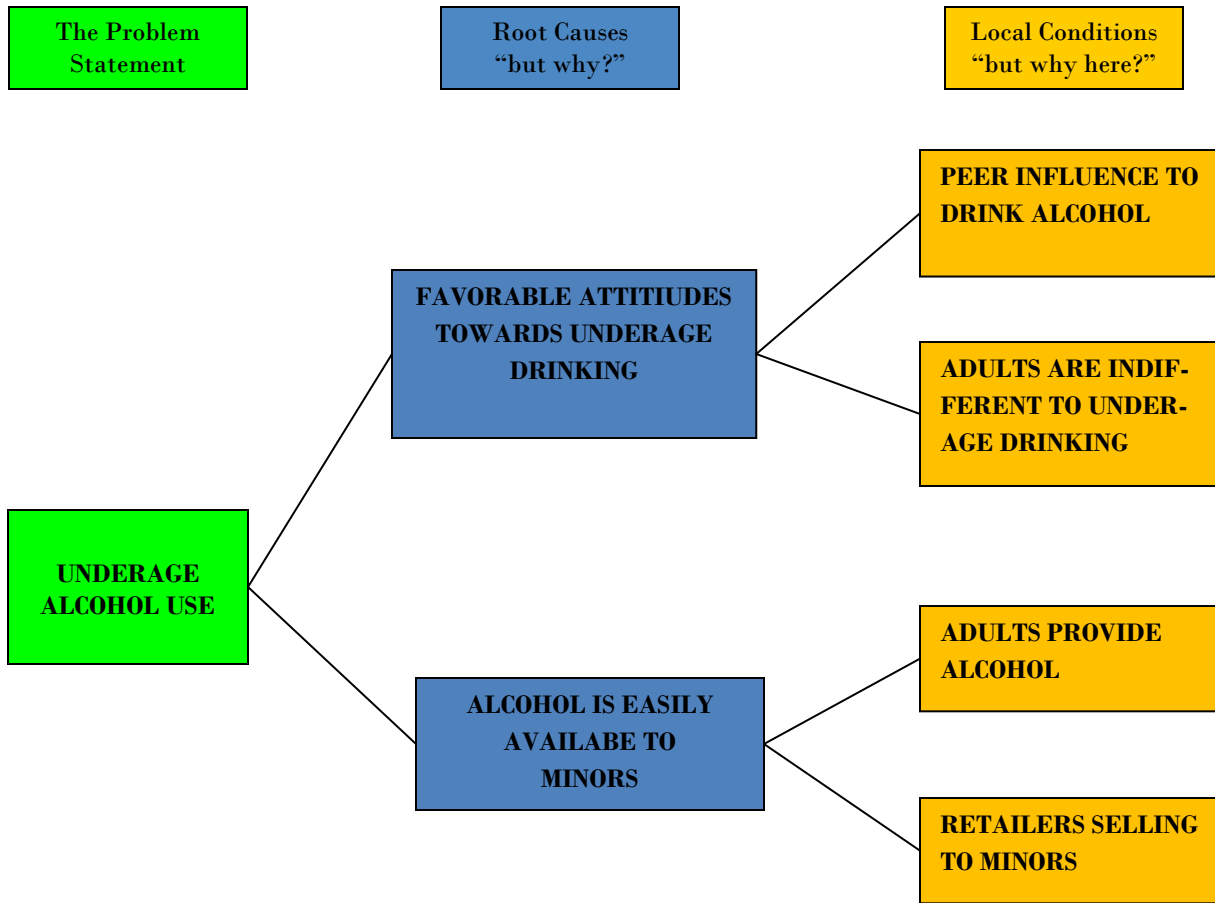 The Problem
Statement
Root Causes
“but why?”
Local Conditions
“but why here?”
PEER INFLUENCE TO
DRINK ALCOHOL
FAVORABLE ATTITIUDES
TOWARDS UNDERAGE
DRINKING
ADULTS ARE INDIF-
FERENT TO UNDER-
AGE DRINKING
UNDERAGE
ALCOHOL USE
ADULTS PROVIDE
ALCOHOL
ALCOHOL IS EASILY
AVAILABE TO
MINORS
RETAILERS SELLING
TO MINORS